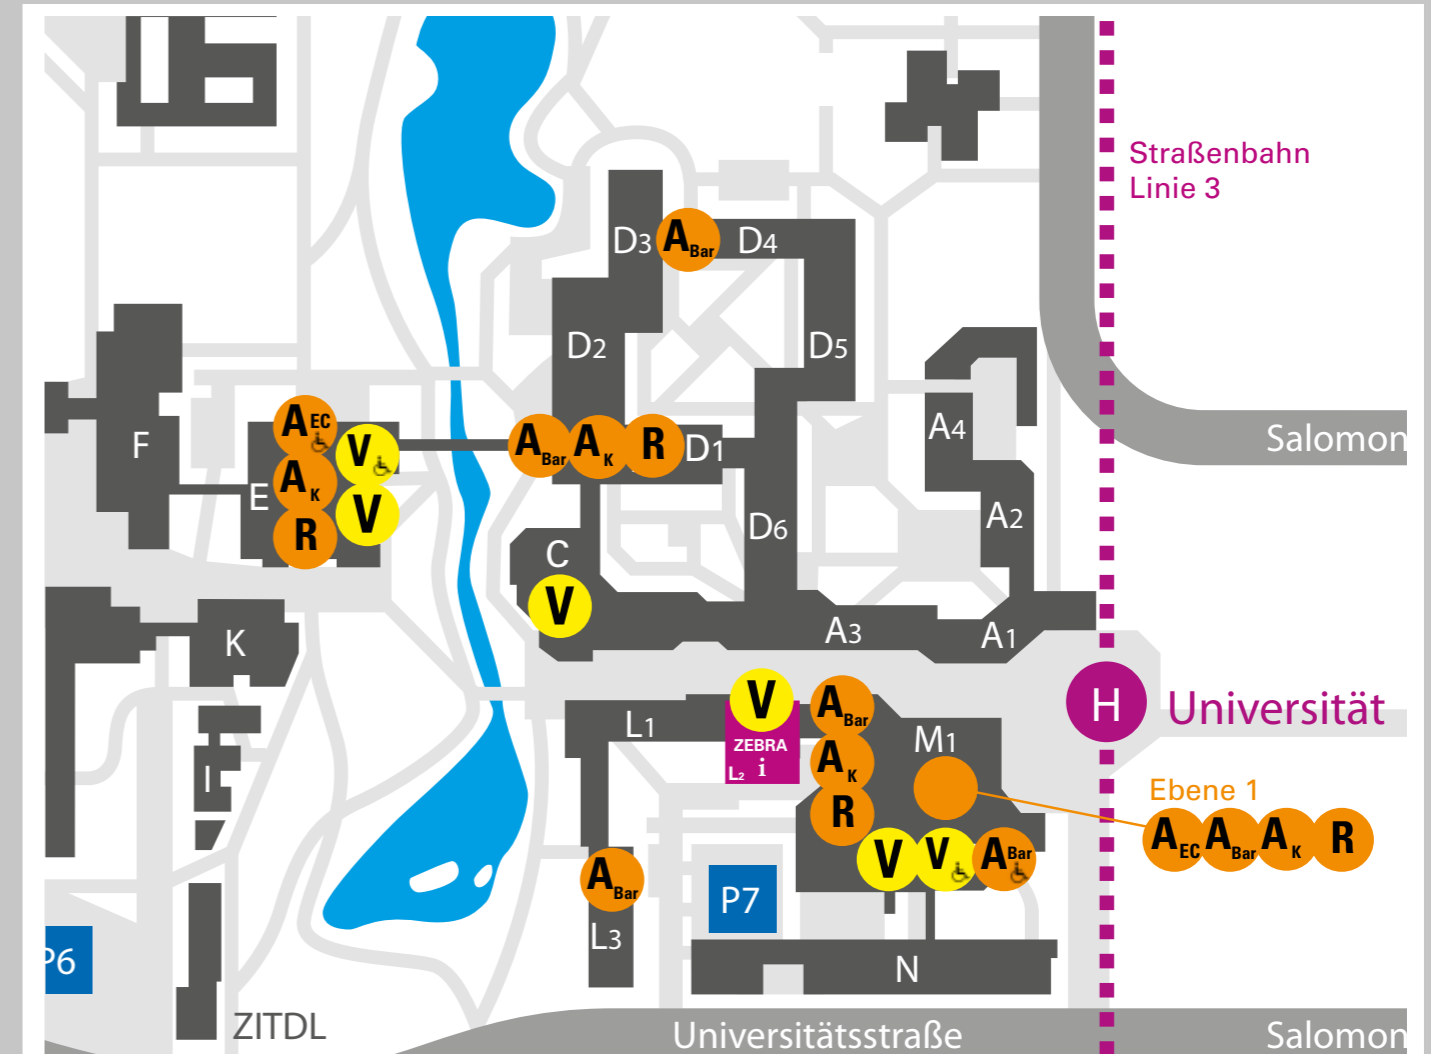 Straßenbahn
Linie 3
D3
A Bar
D4
D2
D5
F
A EC
V
A K
E
V
R
A Bar
A K
R
D1
A4
Salomon
D6
A2
C
V
A3
A1
K
V
A Bar
H
Universität
L1
ZEBRA
L2 i
A K
M1
I
R
Ebene 1
A EC
A Bar
A K
R
V
V
A Bar
A Bar
P7
L3
P6
N
ZITDL
Universitätsstraße
Salomon